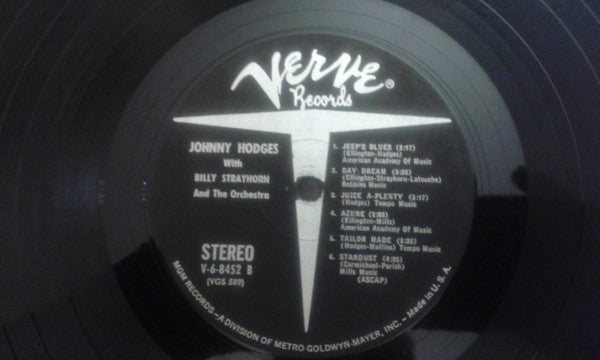 Verve®
Records
JOHNNY HODGES
With
BILLY STRAYHORN
And The Orchestra
STEREO
V-6-8452 B
(VGS 589)
1. JEEP'S BLUES (3:17)
(Ellington-Hodges)
American Academy Of Music
2. DAY DREAM (3:35)
(Ellington-Strayhorn-Latouche)
Robbins Music
3. JUICE A-PLENTY (3:17)
(Hodges) Tempo Music
4. AZURE
(Ellington-Mills)
American Academy Of Music
5. TAILOR MADE (2:35)
(Hodges-Mullins) Tempo Music
6. STARDUST (4:35)
(Carmichael-Parish)
Mills Music
(ASCAP)
MGM RECORDS—A DIVISION OF METRO-GOLDWYN-MAYER, INC.—Made in U. S. A.